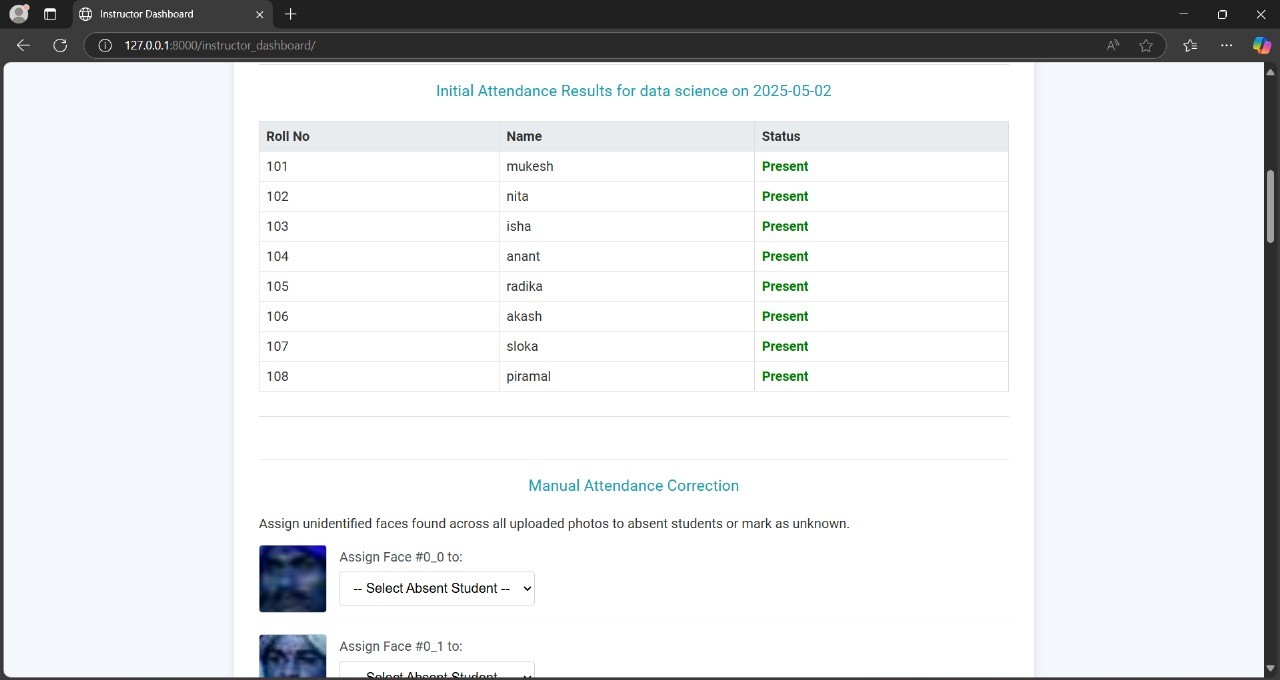 Instructor Dashboard
127.0.0.1:8000/instructor_dashboard/
Initial Attendance Results for data science on 2025-05-02
Roll No Name Status
101 mukesh Present
102 nita Present
103 isha Present
104 anant Present
105 radika Present
106 akash Present
107 sloka Present
108 piramal Present
Manual Attendance Correction
Assign unidentified faces found across all uploaded photos to absent students or mark as unknown.
Assign Face #0_0 to:
-- Select Absent Student --
Assign Face #0_1 to:
-- Select Absent Student --